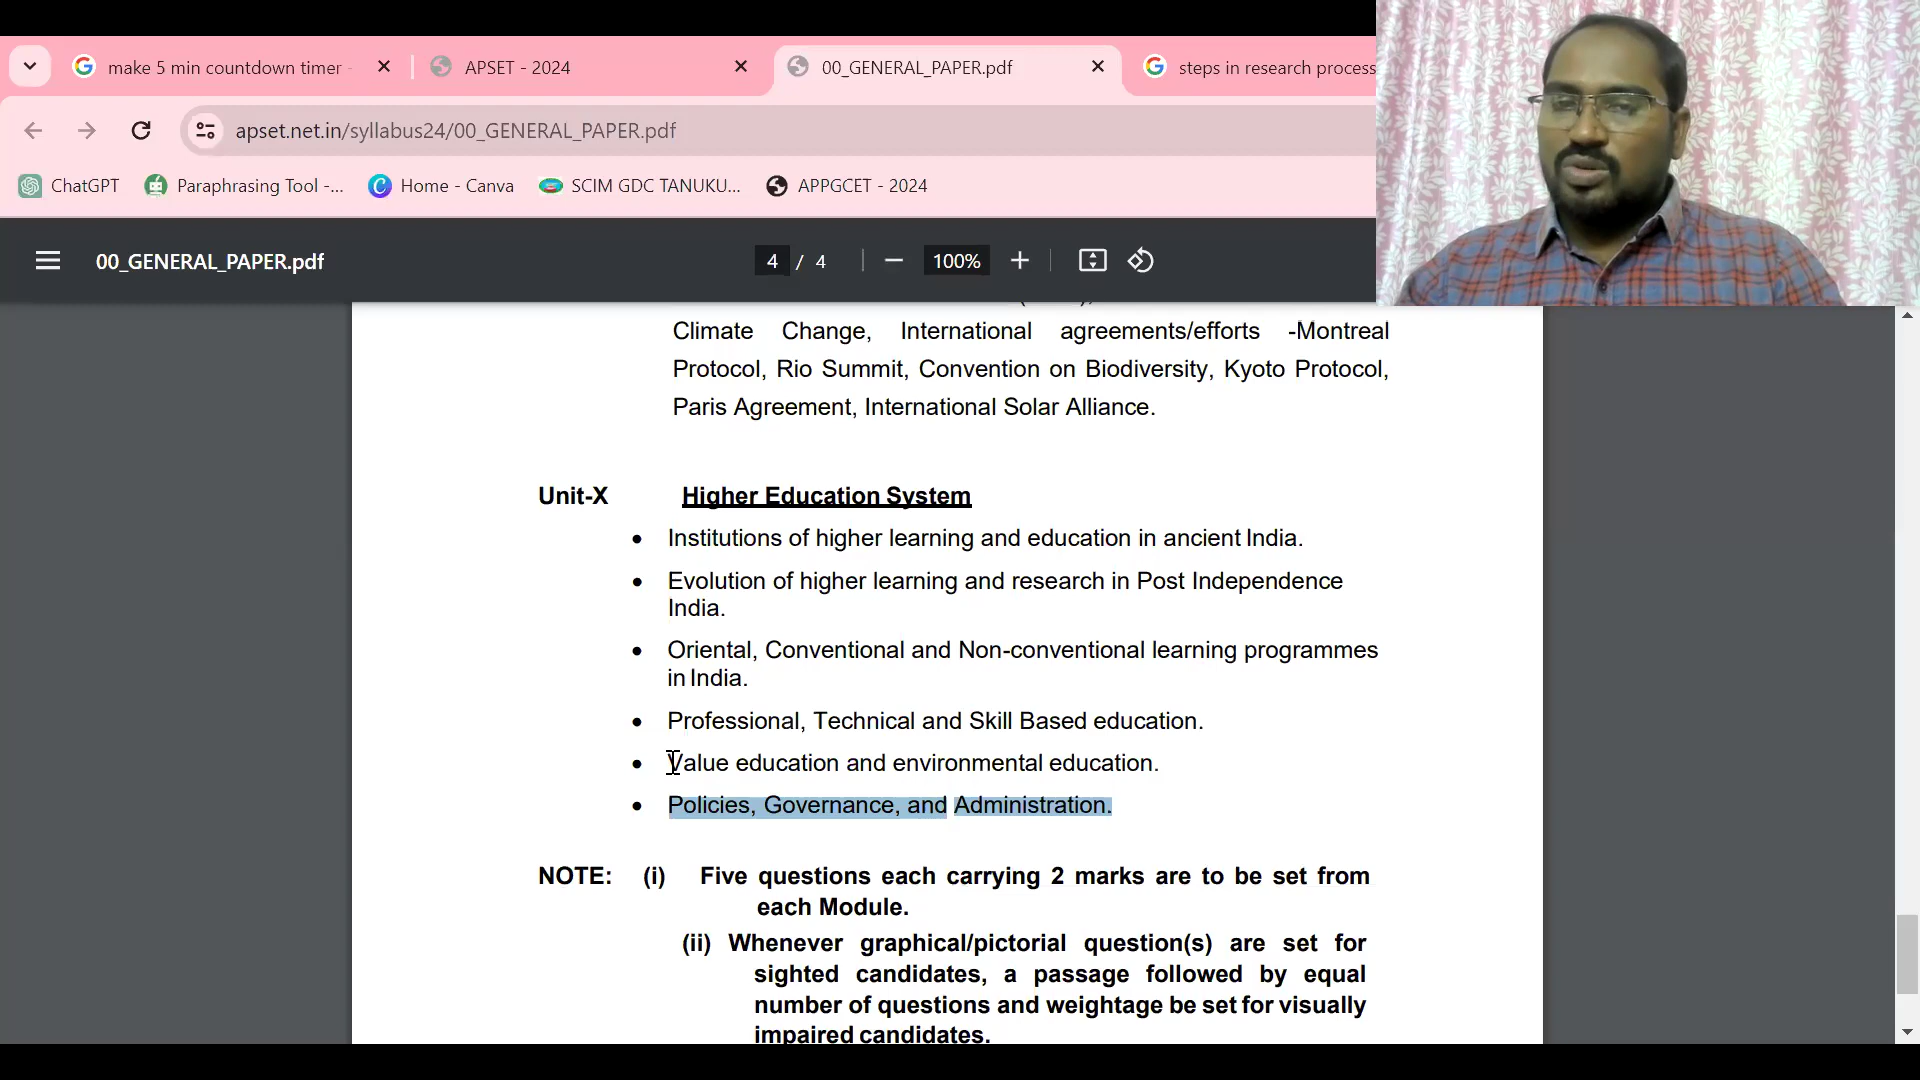 make 5 min countdown timer -
APSET - 2024
00_GENERAL_PAPER.pdf
steps in research process
apset.net.in/syllabus24/00_GENERAL_PAPER.pdf
ChatGPT
Paraphrasing Tool -...
Home - Canva
SCIM GDC TANUKU...
APPGCET - 2024
00_GENERAL_PAPER.pdf
4 / 4
100%
Climate Change, International agreements/efforts -Montreal
Protocol, Rio Summit, Convention on Biodiversity, Kyoto Protocol,
Paris Agreement, International Solar Alliance.
Unit-X Higher Education System
• Institutions of higher learning and education in ancient India.
• Evolution of higher learning and research in Post Independence
India.
• Oriental, Conventional and Non-conventional learning programmes
in India.
• Professional, Technical and Skill Based education.
• Value education and environmental education.
• Policies, Governance, and Administration.
NOTE: (i) Five questions each carrying 2 marks are to be set from
each Module.
(ii) Whenever graphical/pictorial question(s) are set for
sighted candidates, a passage followed by equal
number of questions and weightage be set for visually
impaired candidates.